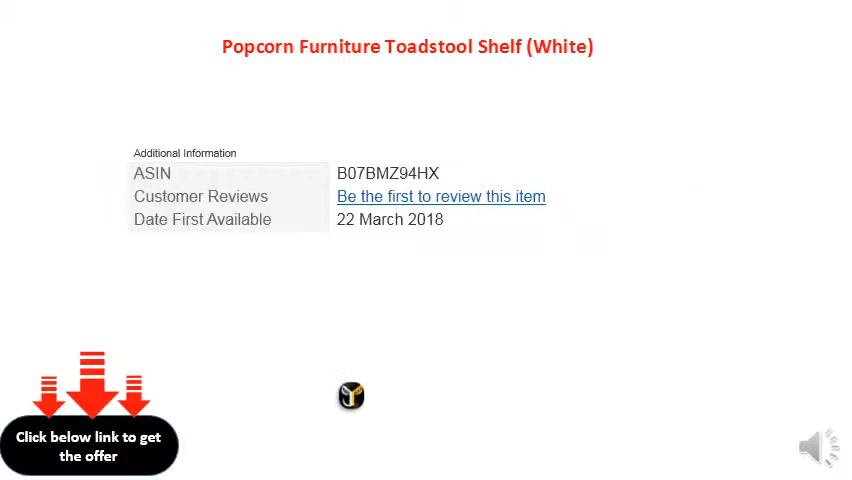 Popcorn Furniture Toadstool Shelf (White)
Additional Information
ASIN B07BMZ94HX
Customer Reviews Be the first to review this item
Date First Available 22 March 2018
Click below link to get
the offer